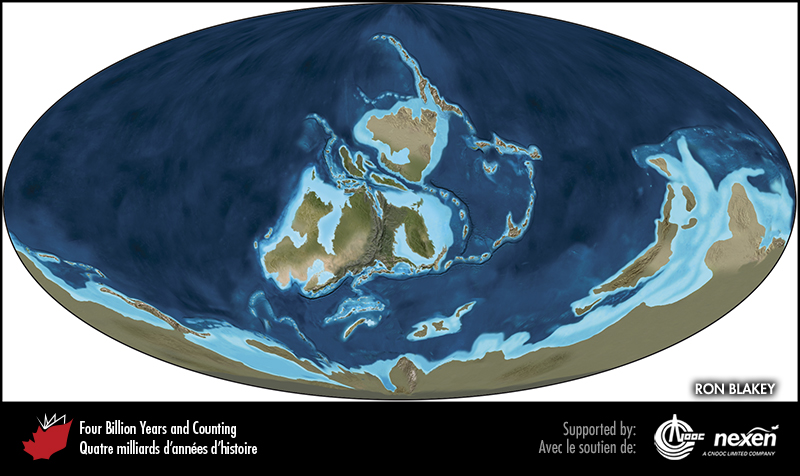 RON BLAKEY
Four Billion Years and Counting
Quatre milliards d'années d'histoire
Supported by:
Avec le soutien de:
CNOOC
nexen
A CNOOC LIMITED COMPANY